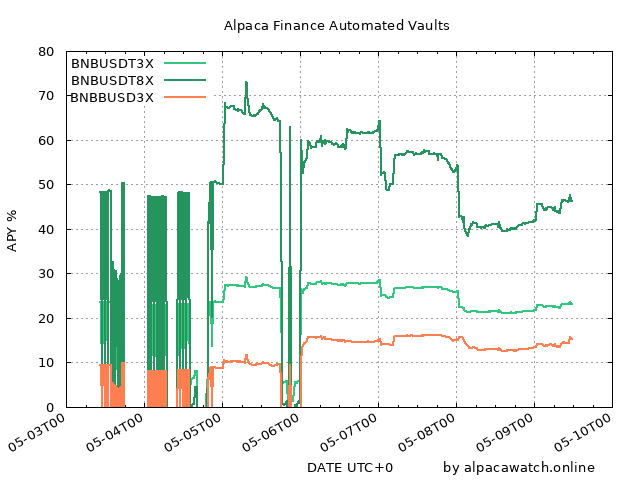 Alpaca Finance Automated Vaults
80
70
60
50
40
30
20
10
0
APY %
BNBUSDT3X
BNBUSDT8X
BNBBUSD3X
05-03T00
05-04T00
05-05T00
05-06T00
05-07T00
05-08T00
05-09T00
05-10T00
DATE UTC+0
by alpacawatch.online